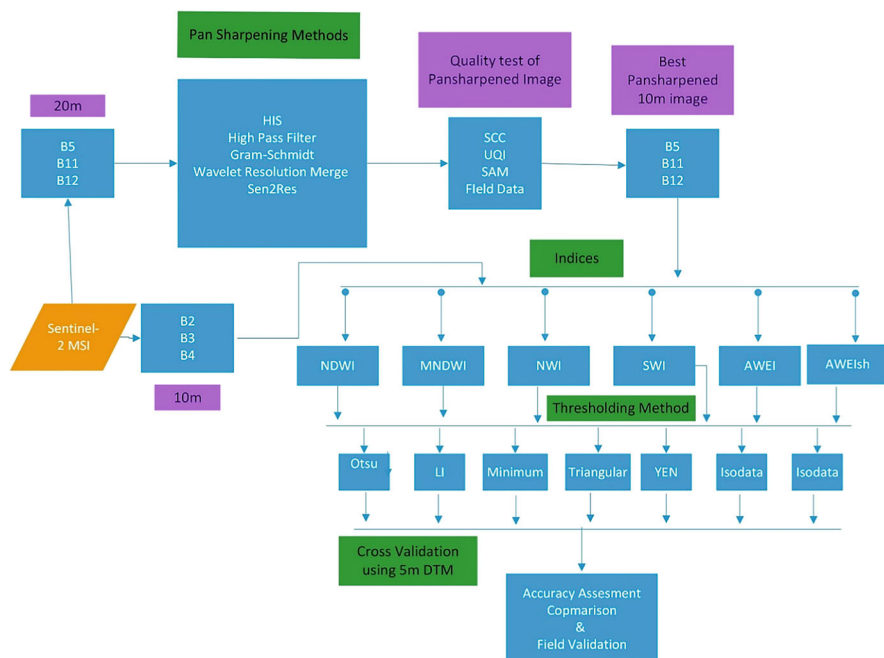 Pan Sharpening Methods
Quality test of
Pansharpened Image
Best
Pansharpened
10m image
20m
B5
B11
B12
HIS
High Pass Filter
Gram-Schmidt
Wavelet Resolution Merge
Sen2Res
SCC
UQI
SAM
FIeld Data
B5
B11
B12
Indices
Sentinel-
2 MSI
B2
B3
B4
10m
NDWI
MNDWI
NWI
SWI
AWEI
AWEIsh
Thresholding Method
Otsu
LI
Minimum
Triangular
YEN
Isodata
Isodata
Cross Validation
using 5m DTM
Accuracy Assesment
Copmarison
&
Field Validation